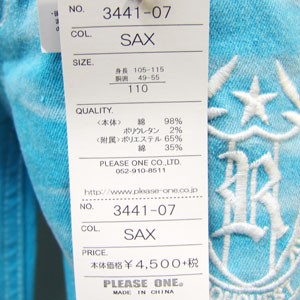 NO. 3441-07
COL. SAX
SIZE.
身長 105-115
胴囲 49-55
110
QUALITY.
<本体> 綿 98%
ポリウレタン 2%
<附属>ポリエステル 65%
綿 35%
PLEASE ONE CO.,LTD.
052-910-8511
http://www.please-one.com/
NO. 3441-07
COL. SAX
PRICE.
本体価格 ¥4,500+税
PLEASE ONE.
MADE IN CHINA
R